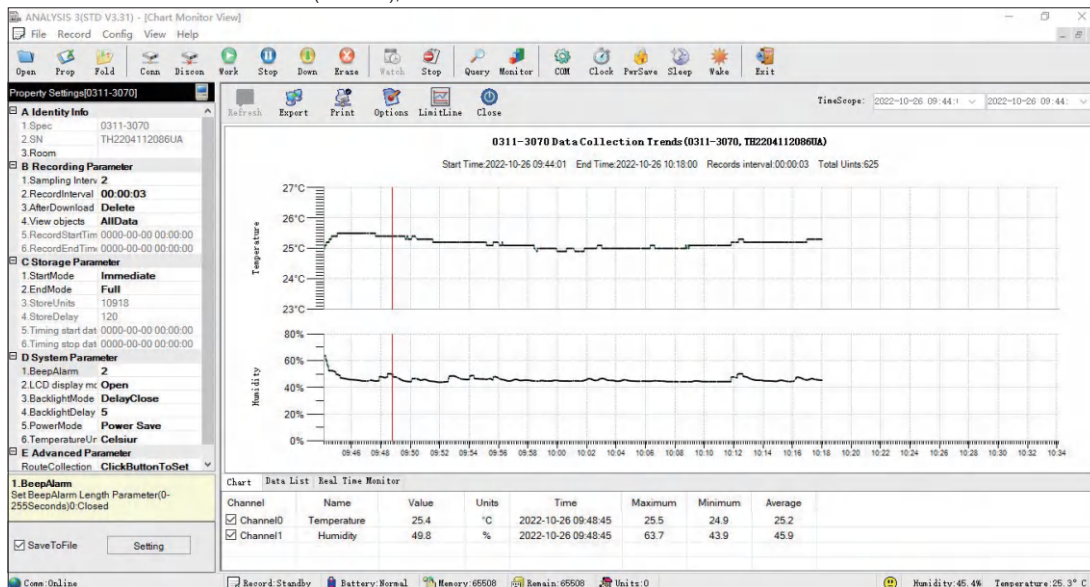 ANALYSIS 3(STD V3.31) - [Chart Monitor View]
File Record Config View Help
Open Prop Fold Conn Discon Work Stop Down Erase Watch Stop Query Monitor COM Clock PwrSave Sleep Wake Exit
Property Settings[0311-3070]
A Identity Info
1.Spec 0311-3070
2.SN TH2204112086UA
3.Room
B Recording Parameter
1.Sampling Interv 2
2.RecordInterval 00:00:03
3.AfterDownload Delete
4.View objects AllData
5.RecordStartTim 0000-00-00 00:00:00
6.RecordEndTime 0000-00-00 00:00:00
C Storage Parameter
1.StartMode Immediate
2.EndMode Full
3.StoreUnits 10918
4.StoreDelay 120
5.Timing start dat 0000-00-00 00:00:00
6.Timing stop dat 0000-00-00 00:00:00
D System Parameter
1.BeepAlarm 2
2.LCD display mo Open
3.BacklightMode DelayClose
4.BacklightDelay 5
5.PowerMode Power Save
6.TemperatureUr Celsiur
E Advanced Parameter
RouteCollection ClickButtonToSet
1.BeepAlarm
Set BeepAlarm Length Parameter(0-
255Seconds)0:Closed
SaveToFile Setting
Refresh Export Print Options LimitLine Close
TimeScope: 2022-10-26 09:44: 2022-10-26 09:44:
0311-3070 Data Collection Trends(0311-3070, TH2204112086UA)
Start Time:2022-10-26 09:44:01 End Time:2022-10-26 10:18:00 Records interval:00:00:03 Total Uints:625
Temperature
27°C
26°C
25°C
24°C
23°C
Humidity
80%
60%
40%
20%
0%
09:46 09:48 09:50 09:52 09:54 09:56 09:58 10:00 10:02 10:04 10:06 10:08 10:10 10:12 10:14 10:16 10:18 10:20 10:22 10:24 10:26 10:28 10:30 10:32 10:34
Chart Data List Real Time Monitor
Channel Name Value Units Time Maximum Minimum Average
Channel0 Temperature 25.4 °C 2022-10-26 09:48:45 25.5 24.9 25.2
Channel1 Humidity 49.8 % 2022-10-26 09:48:45 63.7 43.9 45.9
Comm:Online Record:Standby Battery:Normal Memory:65508 Remain:65508 Units:0 Humidity:45.4% Temperature:25.3°C